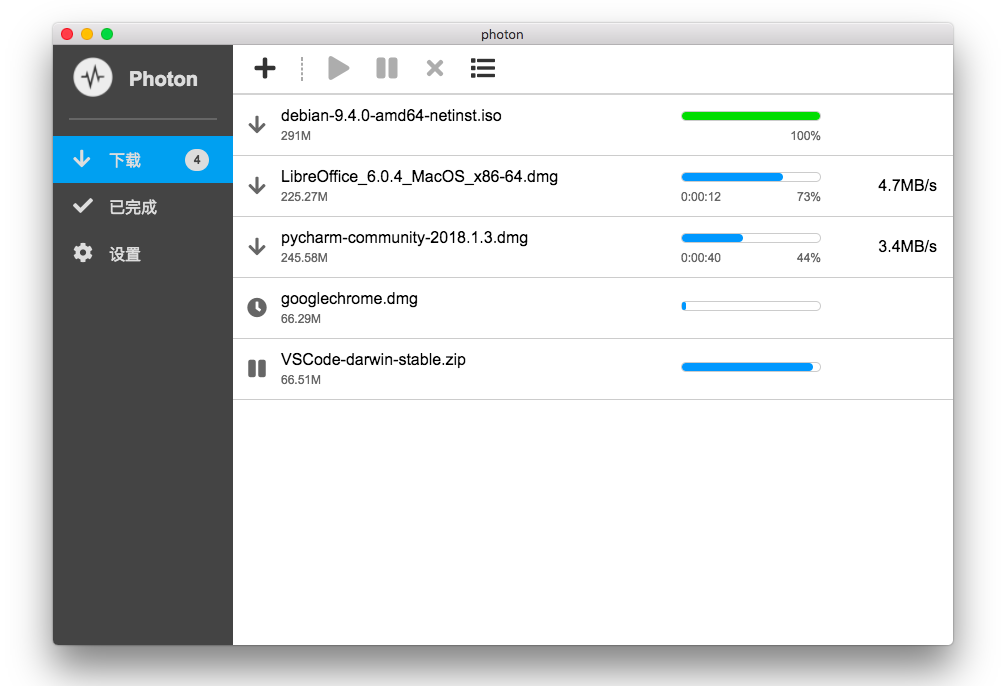 photon
Photon
下载 4
已完成
设置
debian-9.4.0-amd64-netinst.iso
291M
100%
LibreOffice_6.0.4_MacOS_x86-64.dmg
225.27M
0:00:12 73%
4.7MB/s
pycharm-community-2018.1.3.dmg
245.58M
0:00:40 44%
3.4MB/s
googlechrome.dmg
66.29M
VSCode-darwin-stable.zip
66.51M